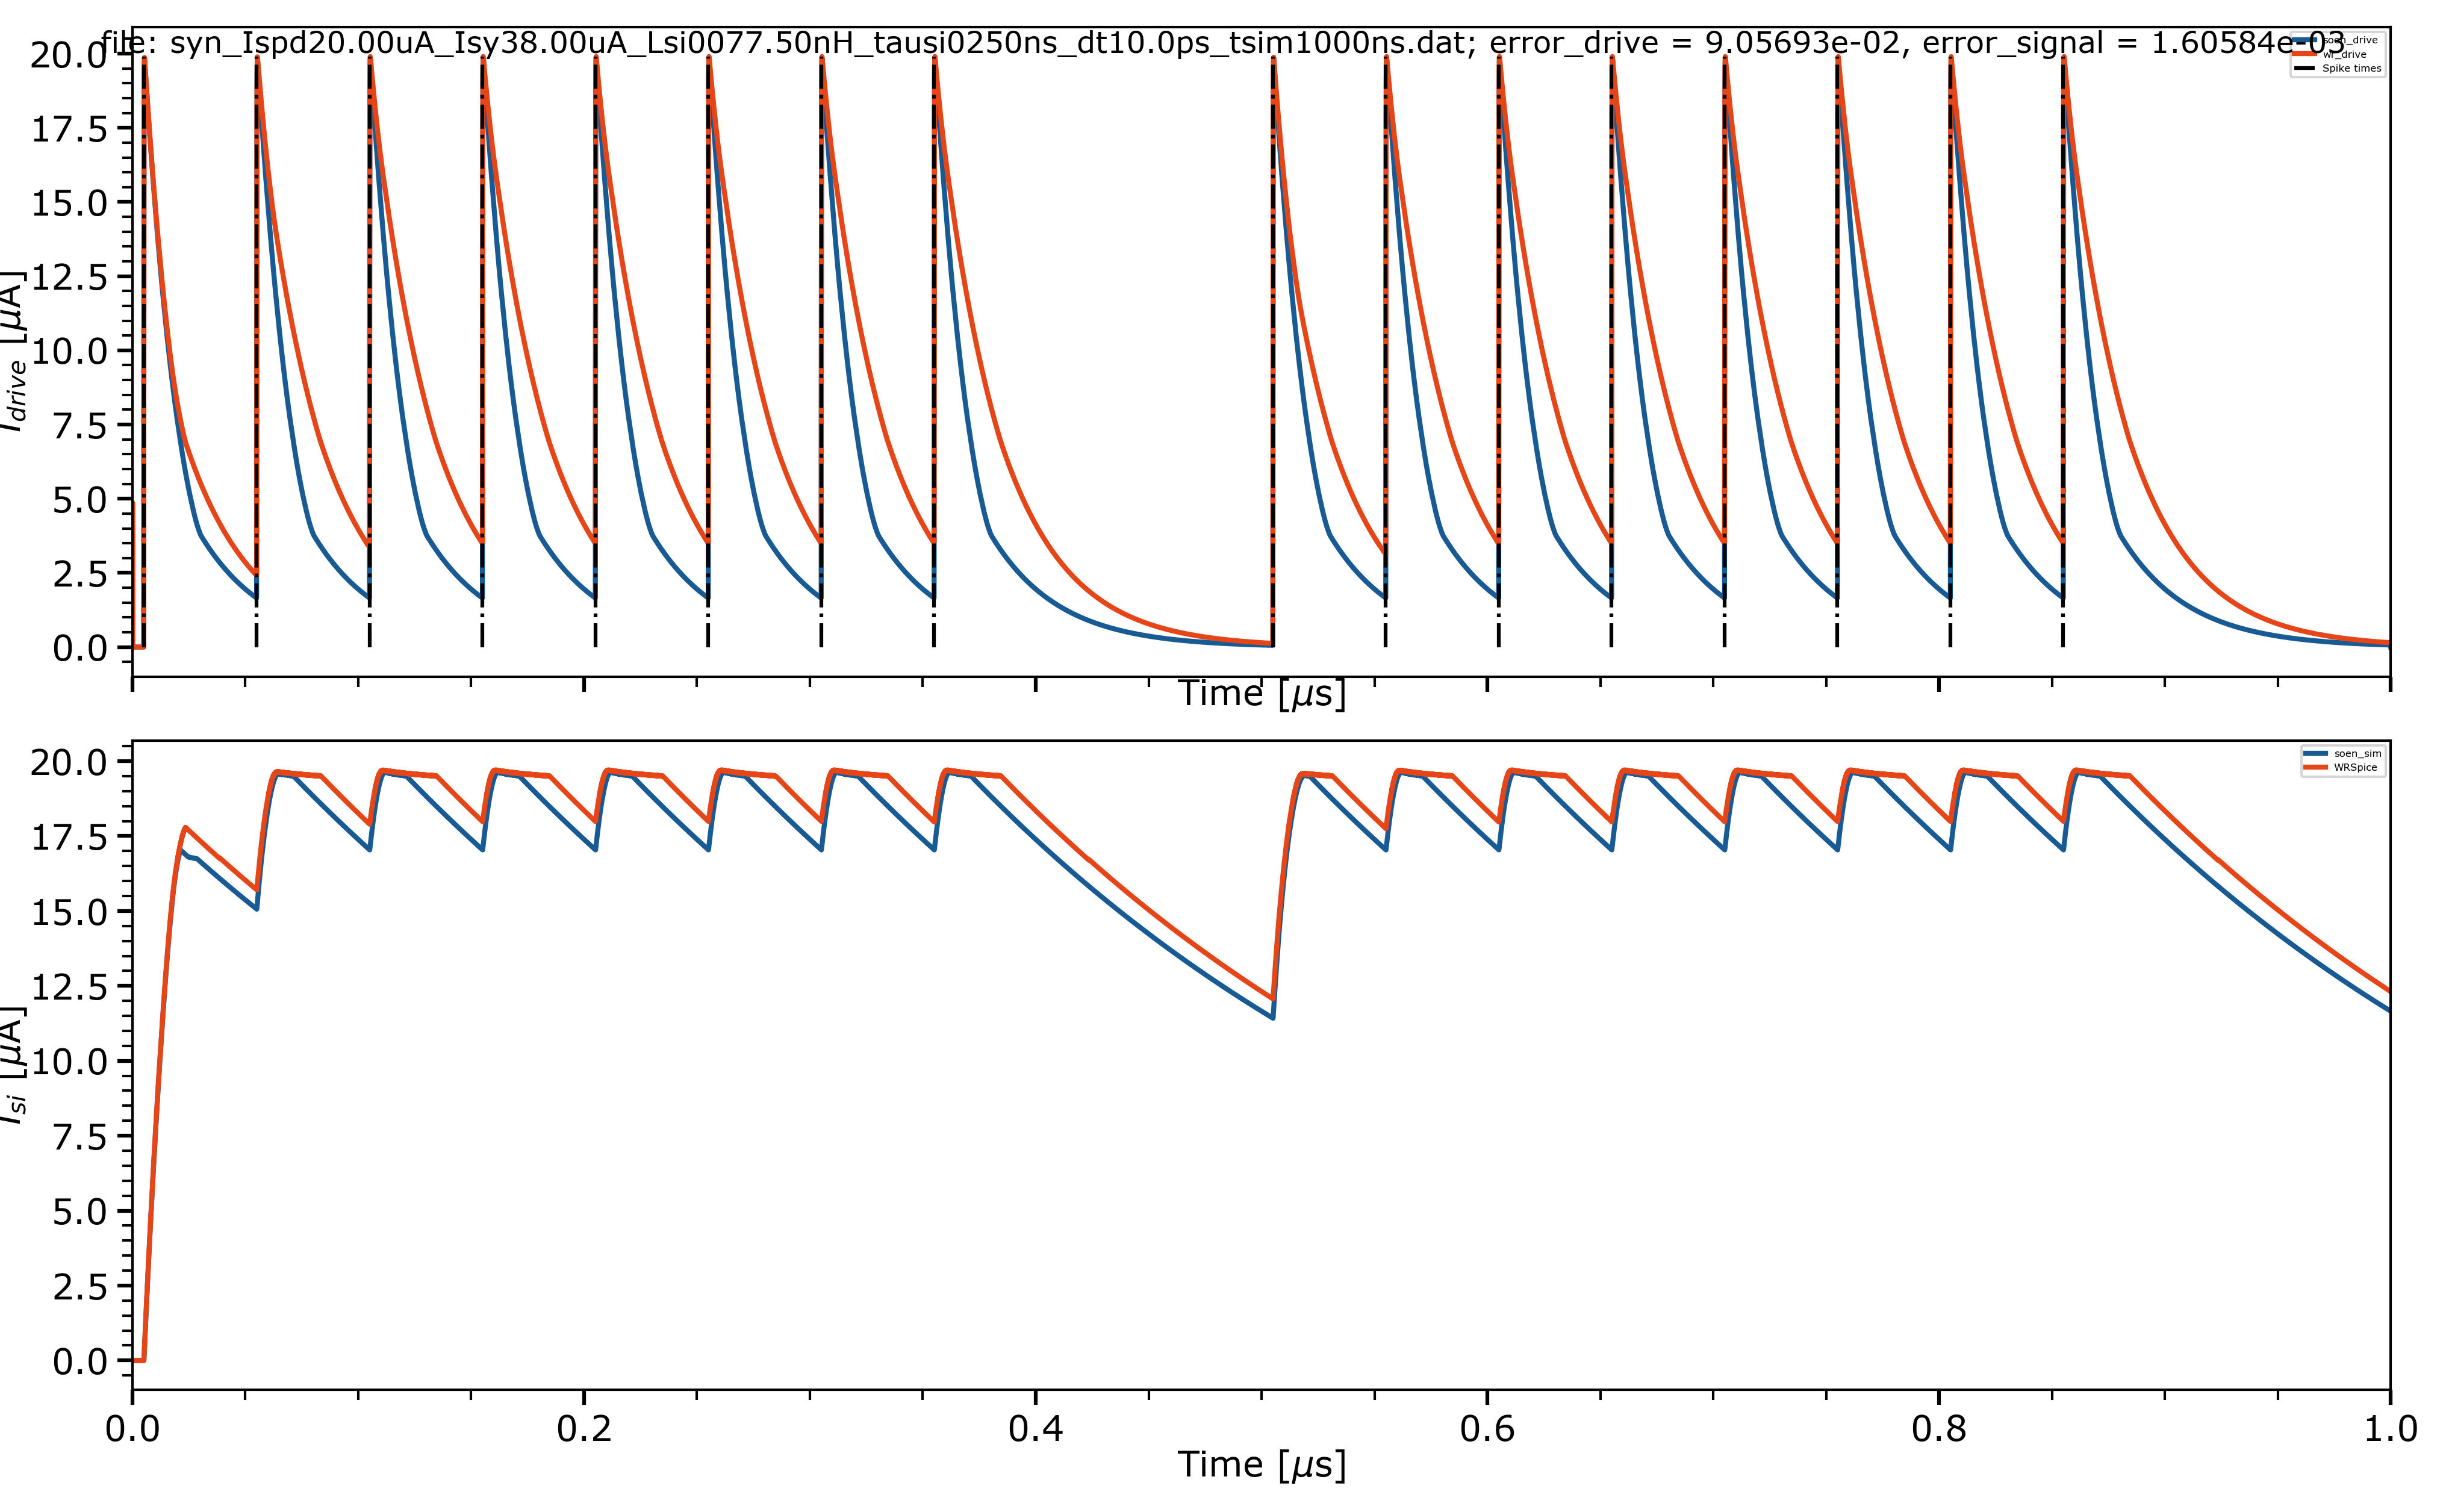 file: syn_Ispd20.00uA_Isy38.00uA_Lsi0077.50nH_tausi0250ns_dt10.0ps_tsim1000ns.dat; error_drive = 9.05693e-02, error_signal = 1.60584e-03
soen_drive
wr_drive
Spike times
20.0
17.5
15.0
12.5
10.0
7.5
5.0
2.5
0.0
I_drive [μA]
Time [μs]
soen_sim
WRSpice
20.0
17.5
15.0
12.5
10.0
7.5
5.0
2.5
0.0
I_si [μA]
0.0 0.2 0.4 0.6 0.8 1.0
Time [μs]